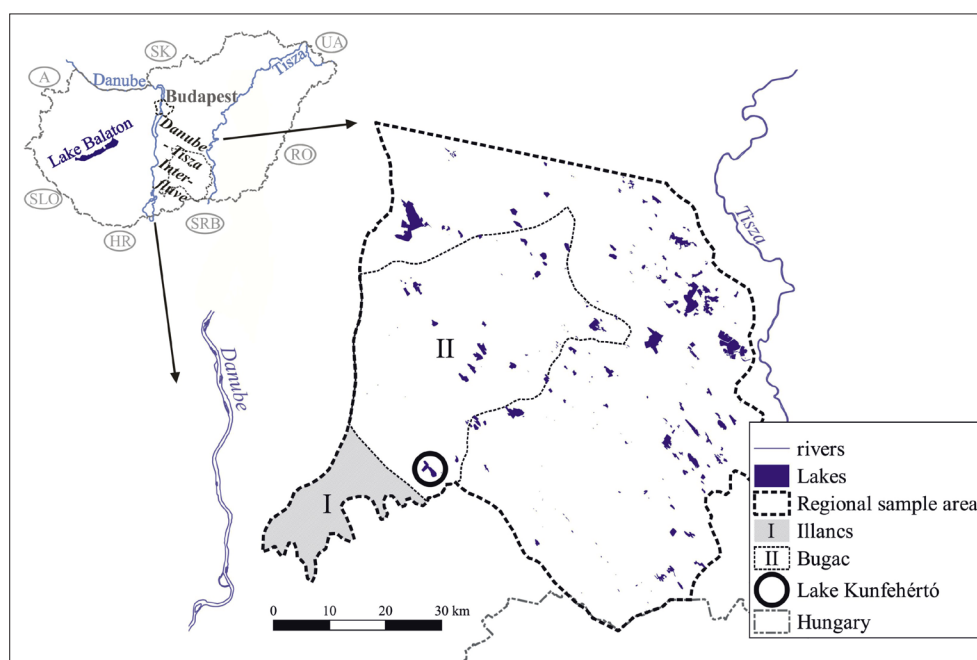 SK
UA
A
Danube
Tisza
Budapest
Lake Balaton
Danube
- Tisza
Inter-
fluve
RO
SLO
HR
SRB
Tisza
II
Danube
I
0 10 20 30 km
rivers
Lakes
Regional sample area
I Illancs
II Bugac
Lake Kunfehértó
Hungary